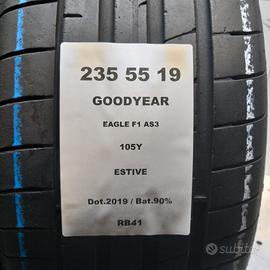 235 55 19
GOODYEAR
EAGLE F1 AS3
105Y
ESTIVE
Dot.2019 / Bat.90%
RB41
subito